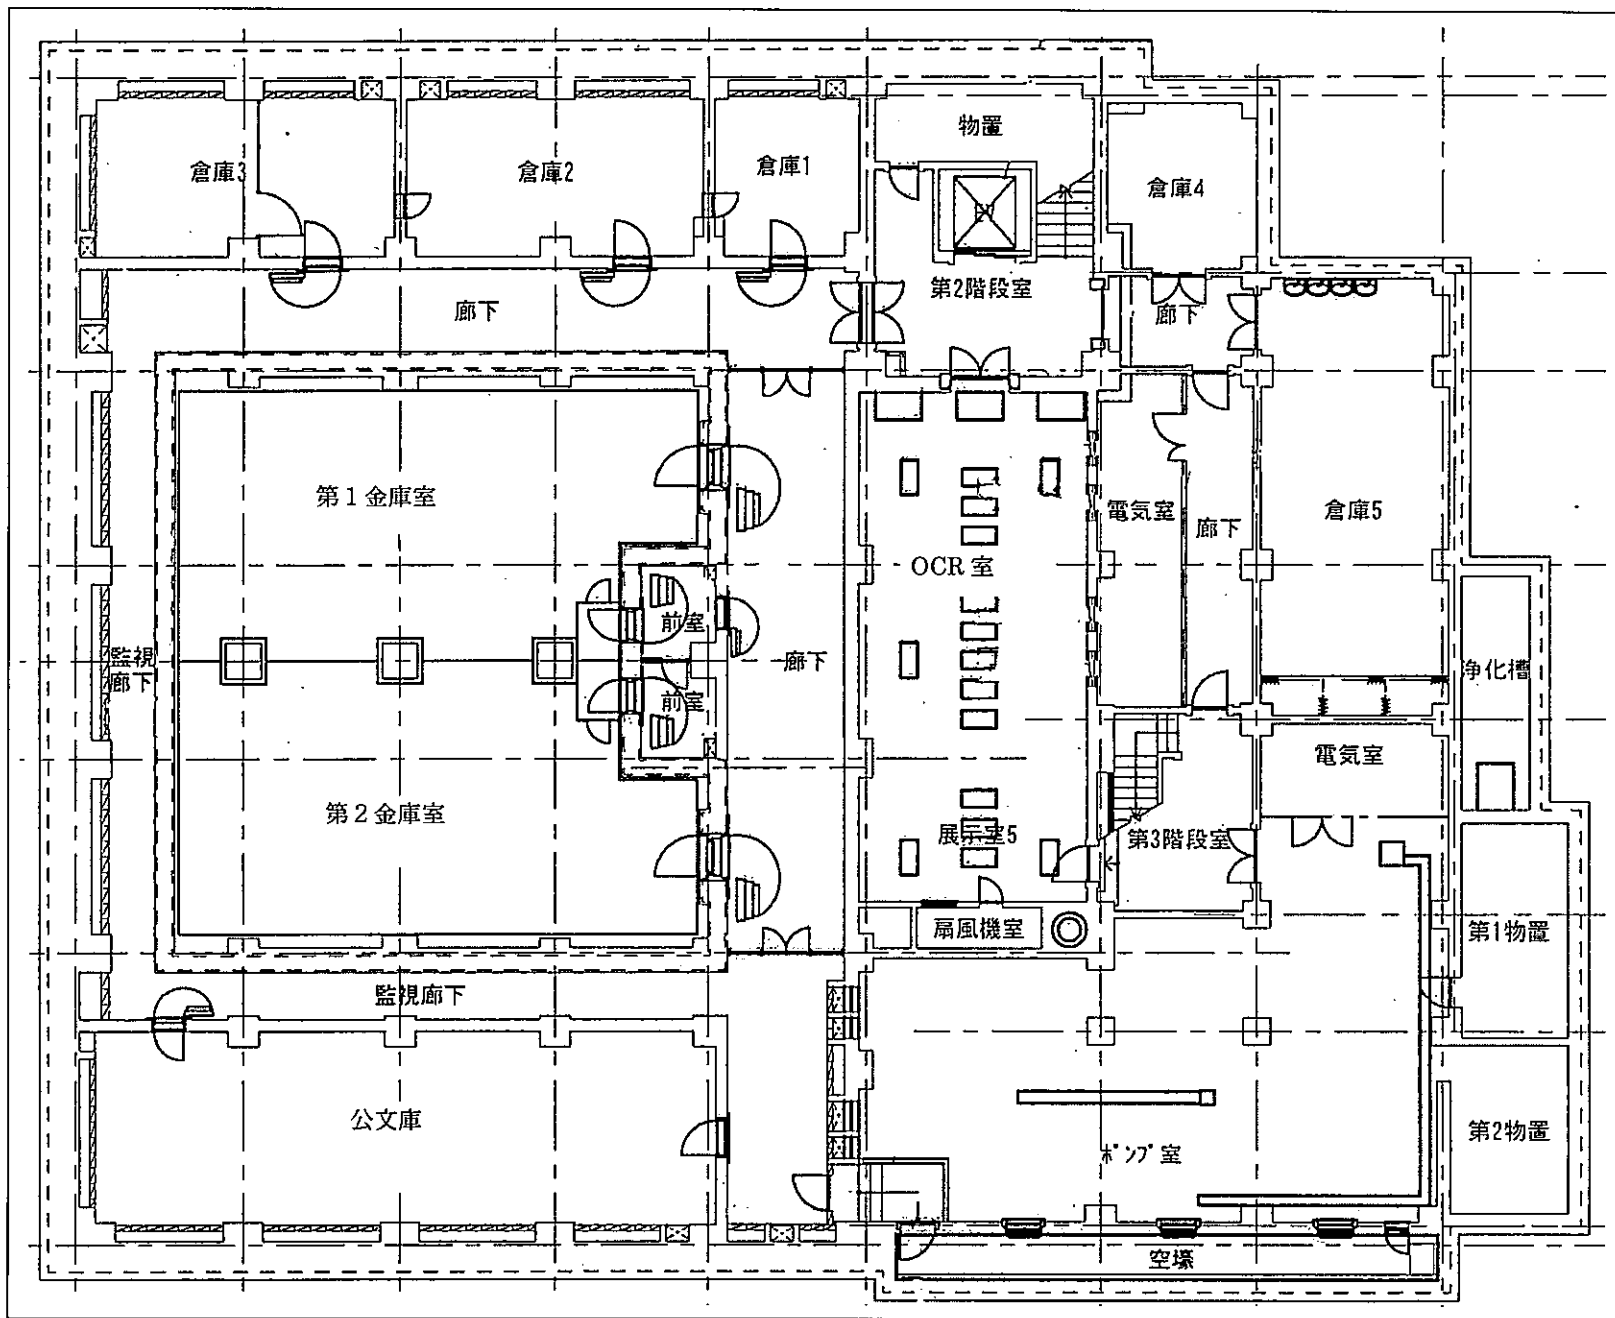 物置
倉庫3
倉庫2
倉庫1
倉庫4
第2階段室
廊下
廊下
第1金庫室
電気室
倉庫5
廊下
OCR室
前室
監視
廊下
廊下
浄化槽
前室
電気室
第2金庫室
展示室5
第3階段室
扇風機室
第1物置
監視廊下
公文庫
第2物置
ポンプ室
空壕